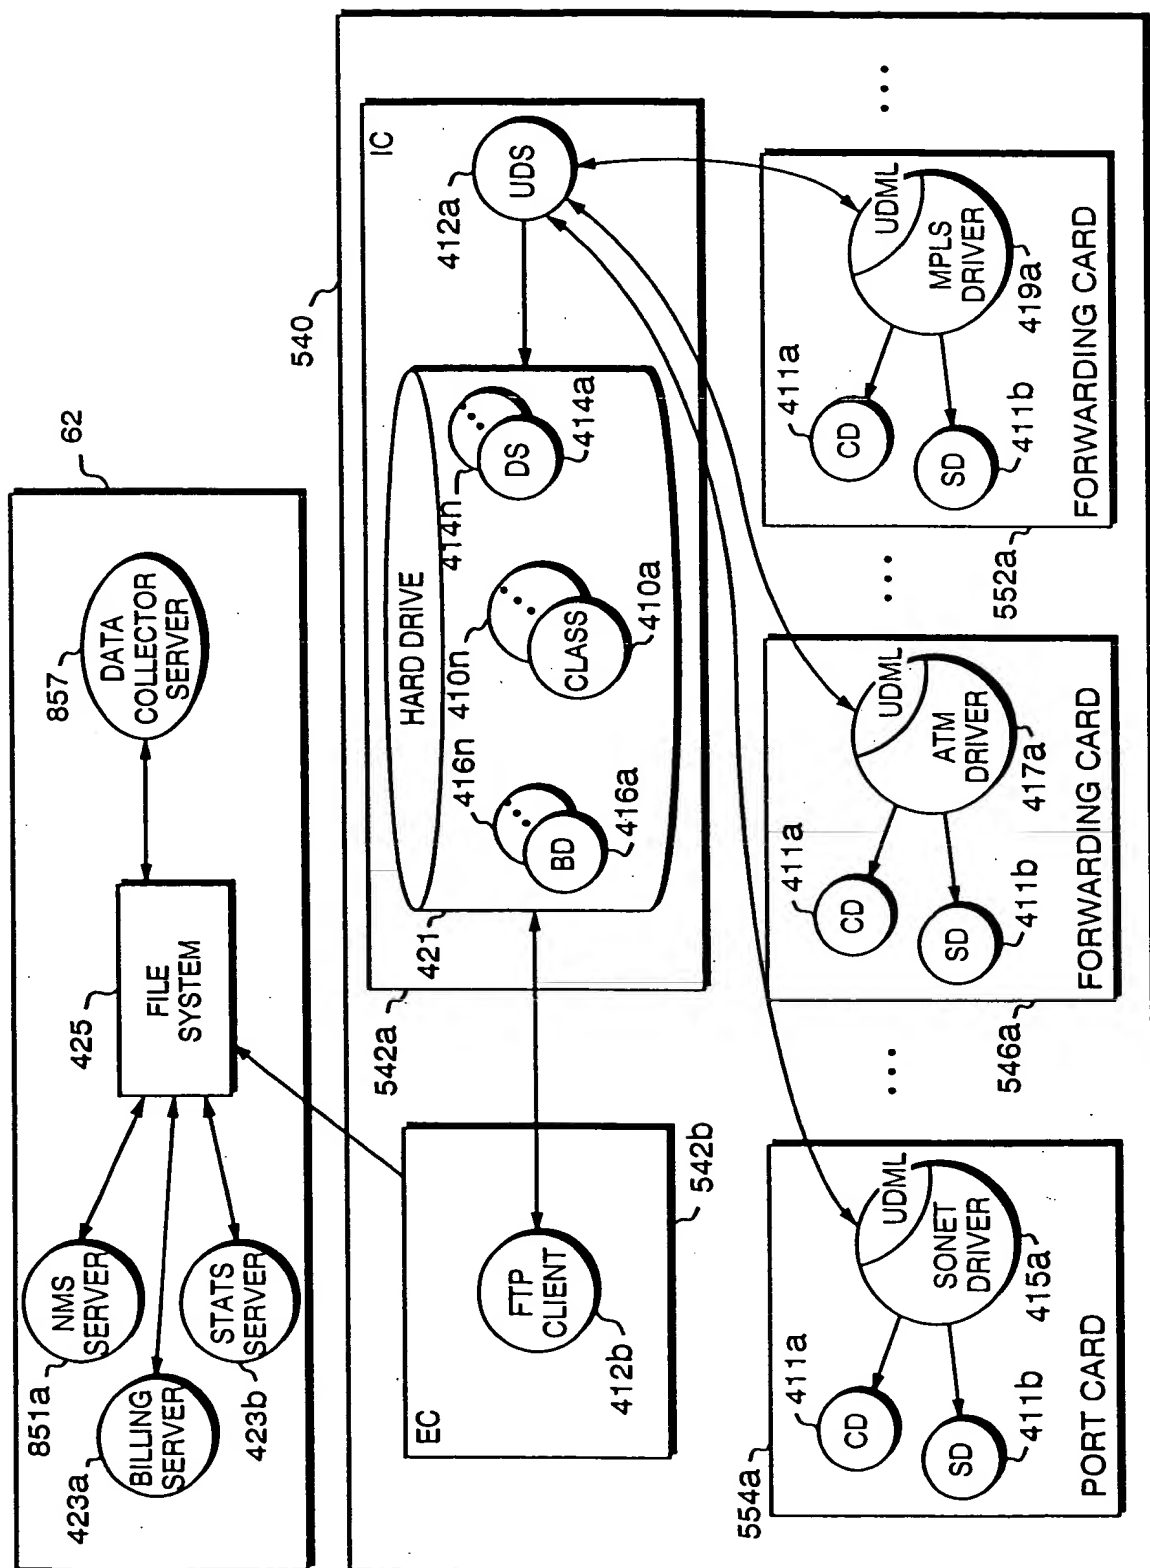 62
857
DATA
COLLECTOR
SERVER
425
FILE
SYSTEM
851a
NMS
SERVER
423a
BILLING
SERVER
STATS
SERVER
423b
540
IC
412a
UDS
HARD DRIVE
414n
DS
414a
410n
CLASS
410a
416n
BD
416a
421
542a
EC
FTP
CLIENT
412b
542b
554a
411a
CD
SD
411b
UDML
SONET
DRIVER
415a
PORT CARD
546a
411a
CD
SD
411b
UDML
ATM
DRIVER
417a
FORWARDING CARD
552a
411a
CD
SD
411b
UDML
MPLS
DRIVER
419a
FORWARDING CARD